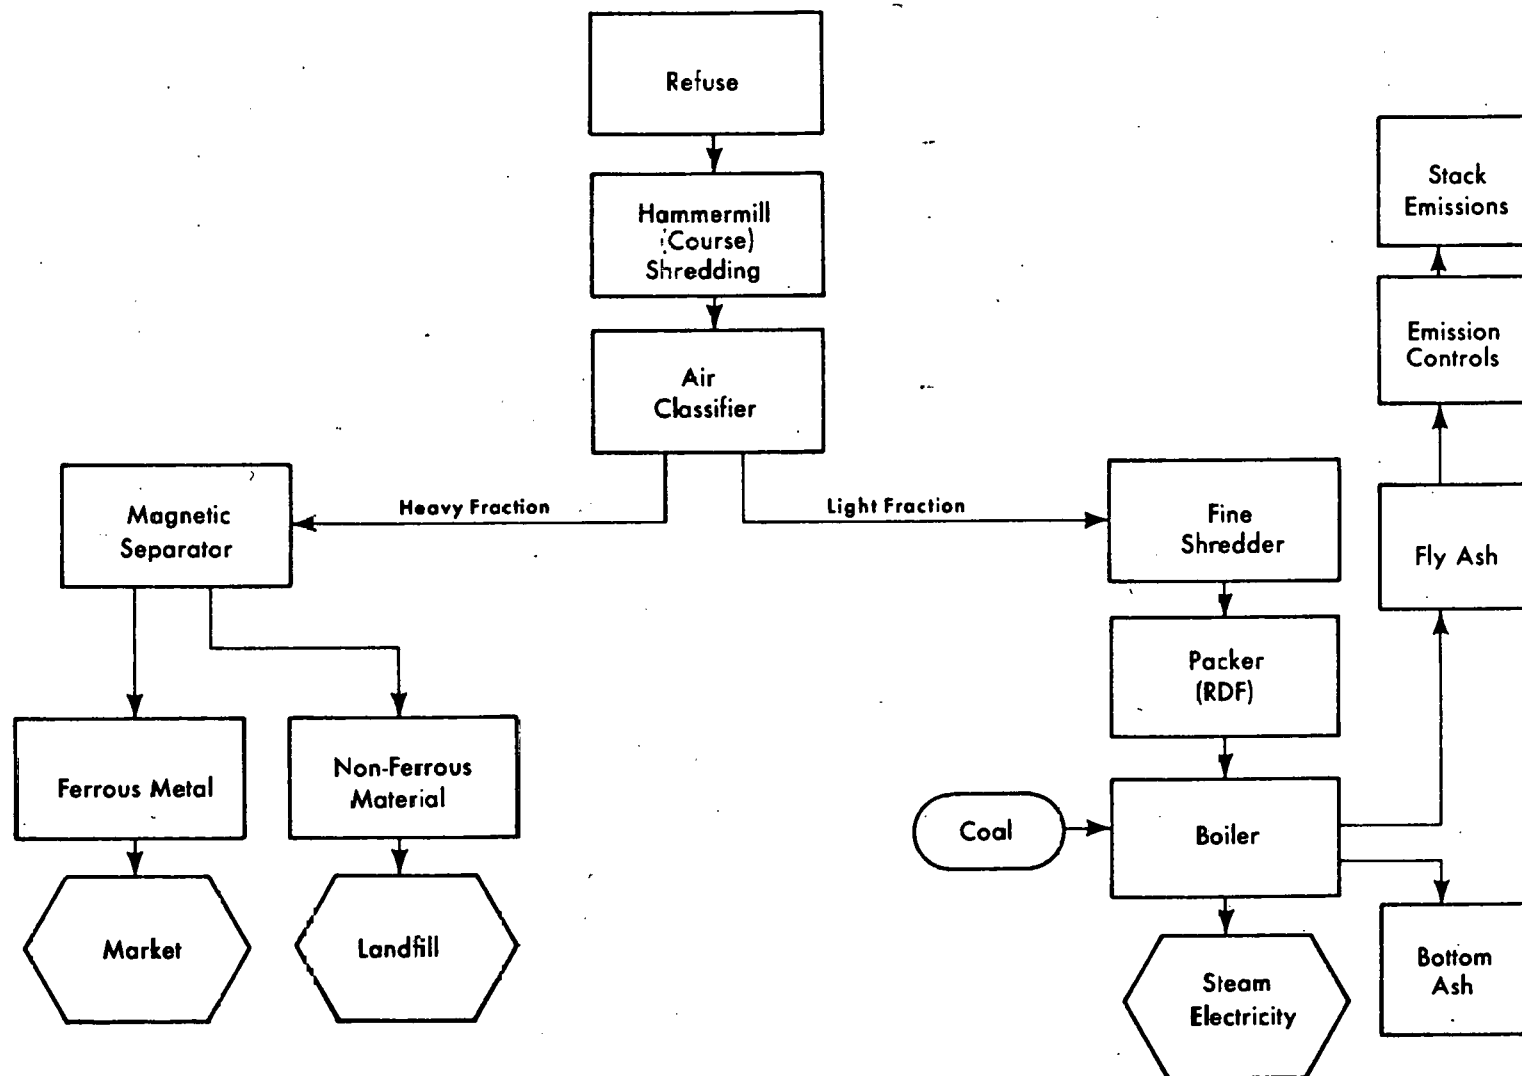 Refuse
Hammermill
(Course)
Shredding
Air
Classifier
Heavy Fraction
Light Fraction
Magnetic
Separator
Ferrous Metal
Non-Ferrous
Material
Market
Landfill
Fine
Shredder
Packer
(RDF)
Coal
Boiler
Steam
Electricity
Stack
Emissions
Emission
Controls
Fly Ash
Bottom
Ash